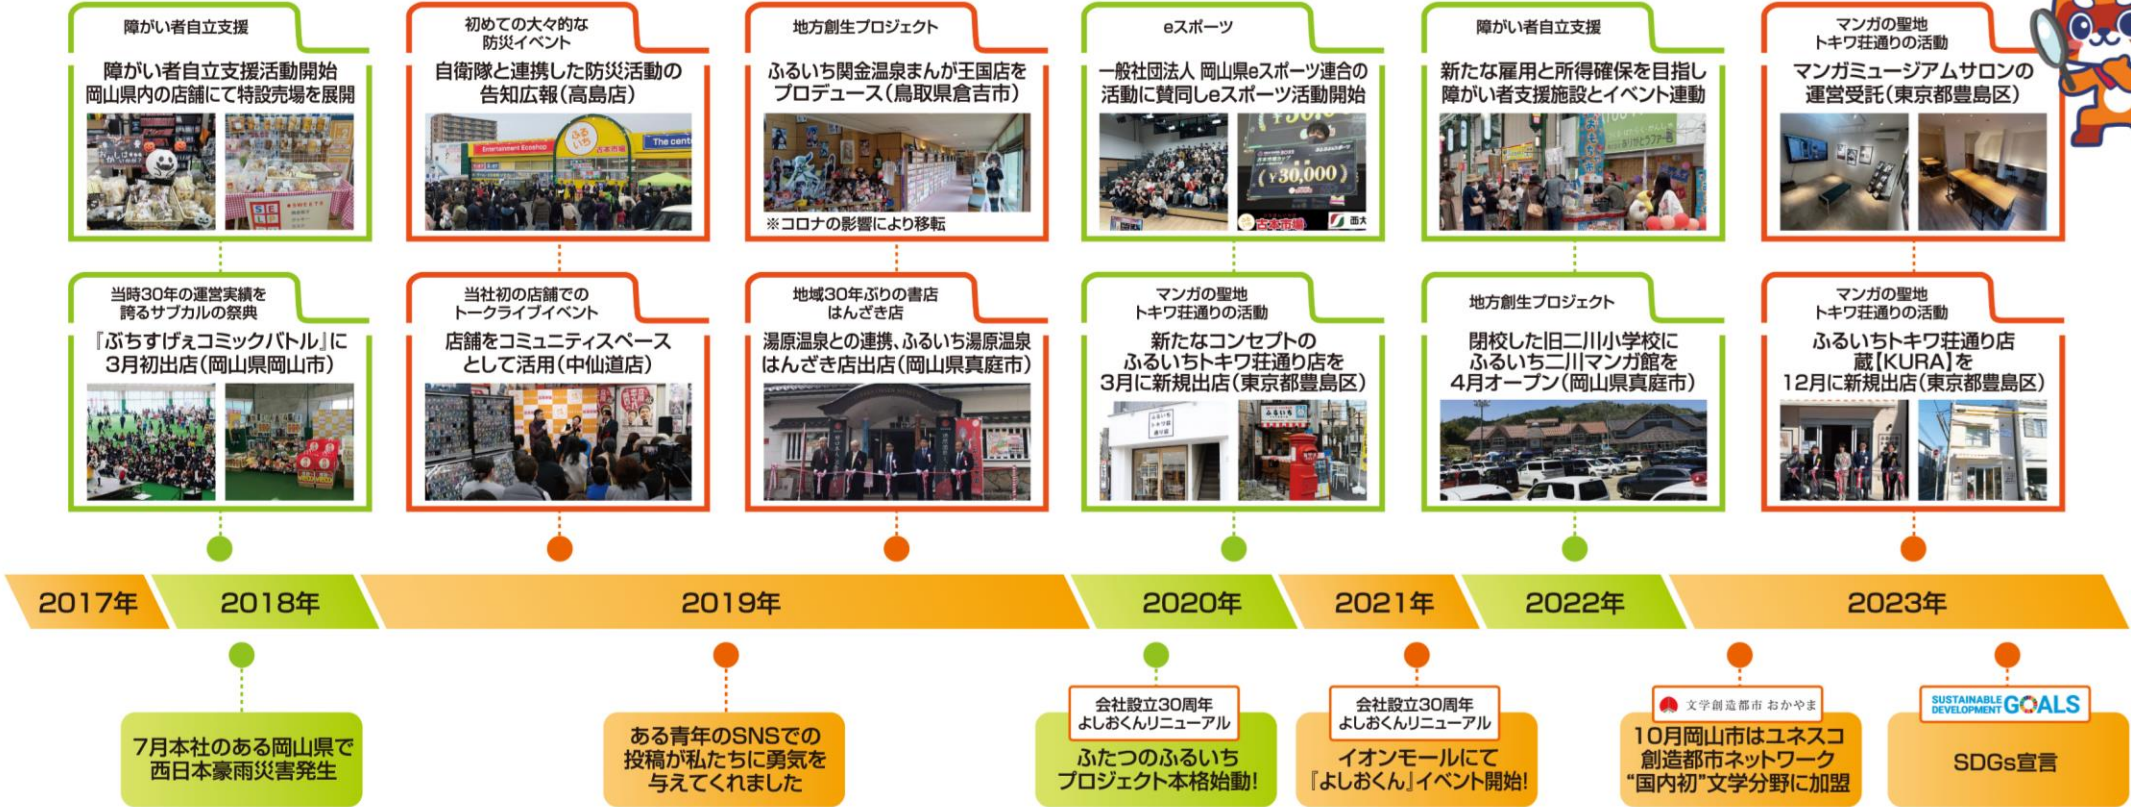 障がい者自立支援
障がい者自立支援活動開始
岡山県内の店舗にて特設売場を展開
初めての大々的な
防災イベント
自衛隊と連携した防災活動の
告知広報(高島店)
Entertainment Ecoshop
ふるいち
古本市場
The cent
地方創生プロジェクト
ふるいち関金温泉まんが王国店を
プロデュース(鳥取県倉吉市)
※コロナの影響により移転
eスポーツ
一般社団法人 岡山県eスポーツ連合の
活動に賛同しeスポーツ活動開始
(¥30,000)
古本市場
障がい者自立支援
新たな雇用と所得確保を目指し
障がい者支援施設とイベント連動
マンガの聖地
トキワ荘通りの活動
マンガミュージアムサロンの
運営受託(東京都豊島区)
当時30年の運営実績を
誇るサブカルの祭典
『ぶちすげぇコミックバトル』に
3月初出店(岡山県岡山市)
当社初の店舗での
トークライブイベント
店舗をコミュニティスペース
として活用(中仙道店)
地域30年ぶりの書店
はんざき店
湯原温泉との連携、ふるいち湯原温泉
はんざき店出店(岡山県真庭市)
マンガの聖地
トキワ荘通りの活動
新たなコンセプトの
ふるいちトキワ荘通り店を
3月に新規出店(東京都豊島区)
ふるいち
トキワ荘
通り店
ふるいち
地方創生プロジェクト
閉校した旧二川小学校に
ふるいち二川マンガ館を
4月オープン(岡山県真庭市)
マンガの聖地
トキワ荘通りの活動
ふるいちトキワ荘通り店
蔵【KURA】を
12月に新規出店(東京都豊島区)
2017年
2018年
2019年
2020年
2021年
2022年
2023年
7月本社のある岡山県で
西日本豪雨災害発生
ある青年のSNSでの
投稿が私たちに勇気を
与えてくれました
会社設立30周年
よしおくんリニューアル
ふたつのふるいち
プロジェクト本格始動!
会社設立30周年
よしおくんリニューアル
イオンモールにて
『よしおくん』イベント開始!
文学創造都市 おかやま
10月岡山市はユネスコ
創造都市ネットワーク
“国内初”文学分野に加盟
SUSTAINABLE
DEVELOPMENT GOALS
SDGs宣言